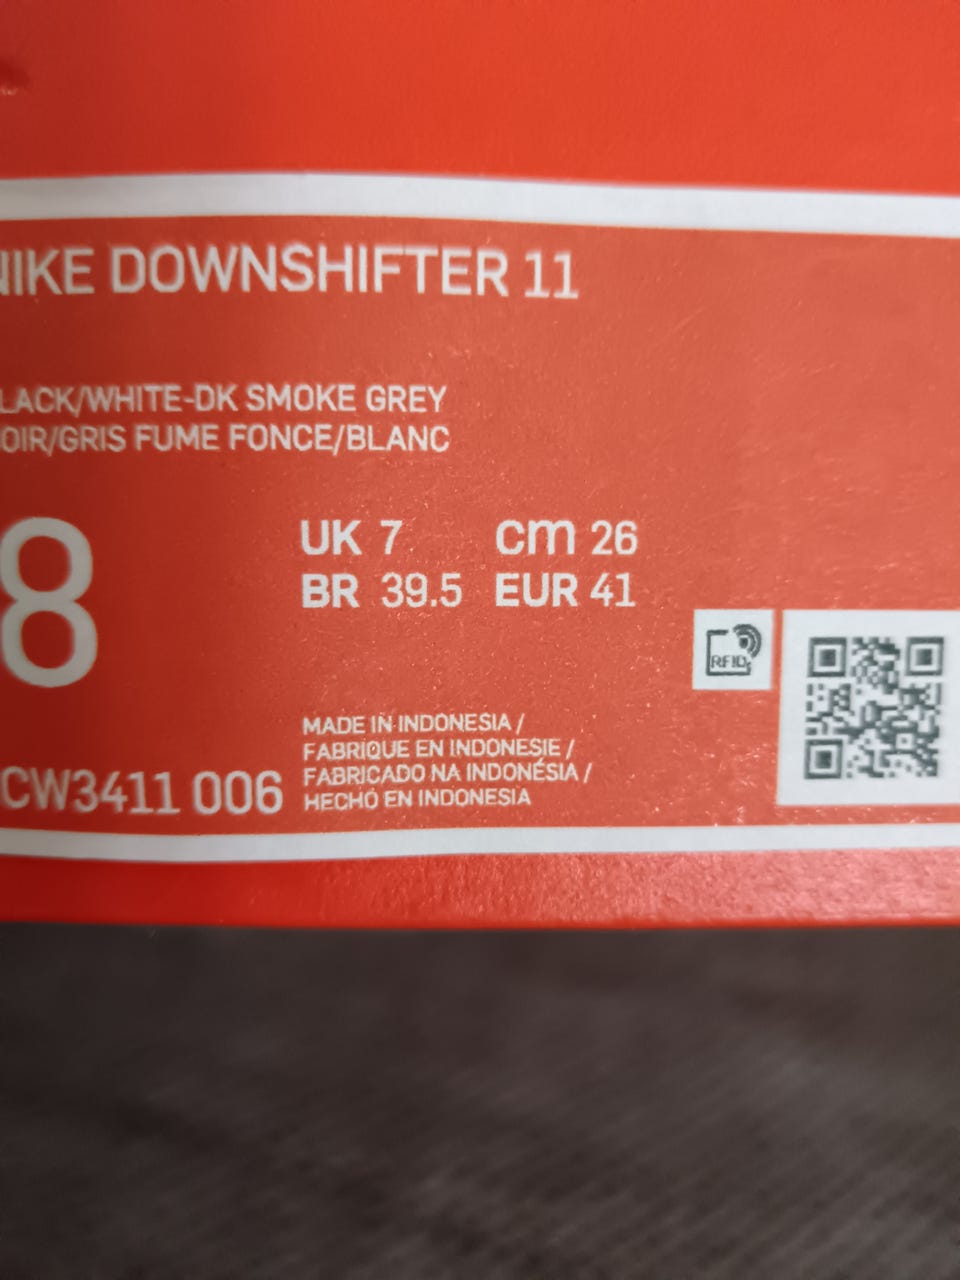 NIKE DOWNSHIFTER 11
LACK/WHITE-DK SMOKE GREY
OIR/GRIS FUME FONCE/BLANC
8
UK 7 cm 26
BR 39.5 EUR 41
RFID
MADE IN INDONESIA /
FABRIQUE EN INDONESIE /
FABRICADO NA INDONÉSIA /
HECHO EN INDONESIA
CW3411 006